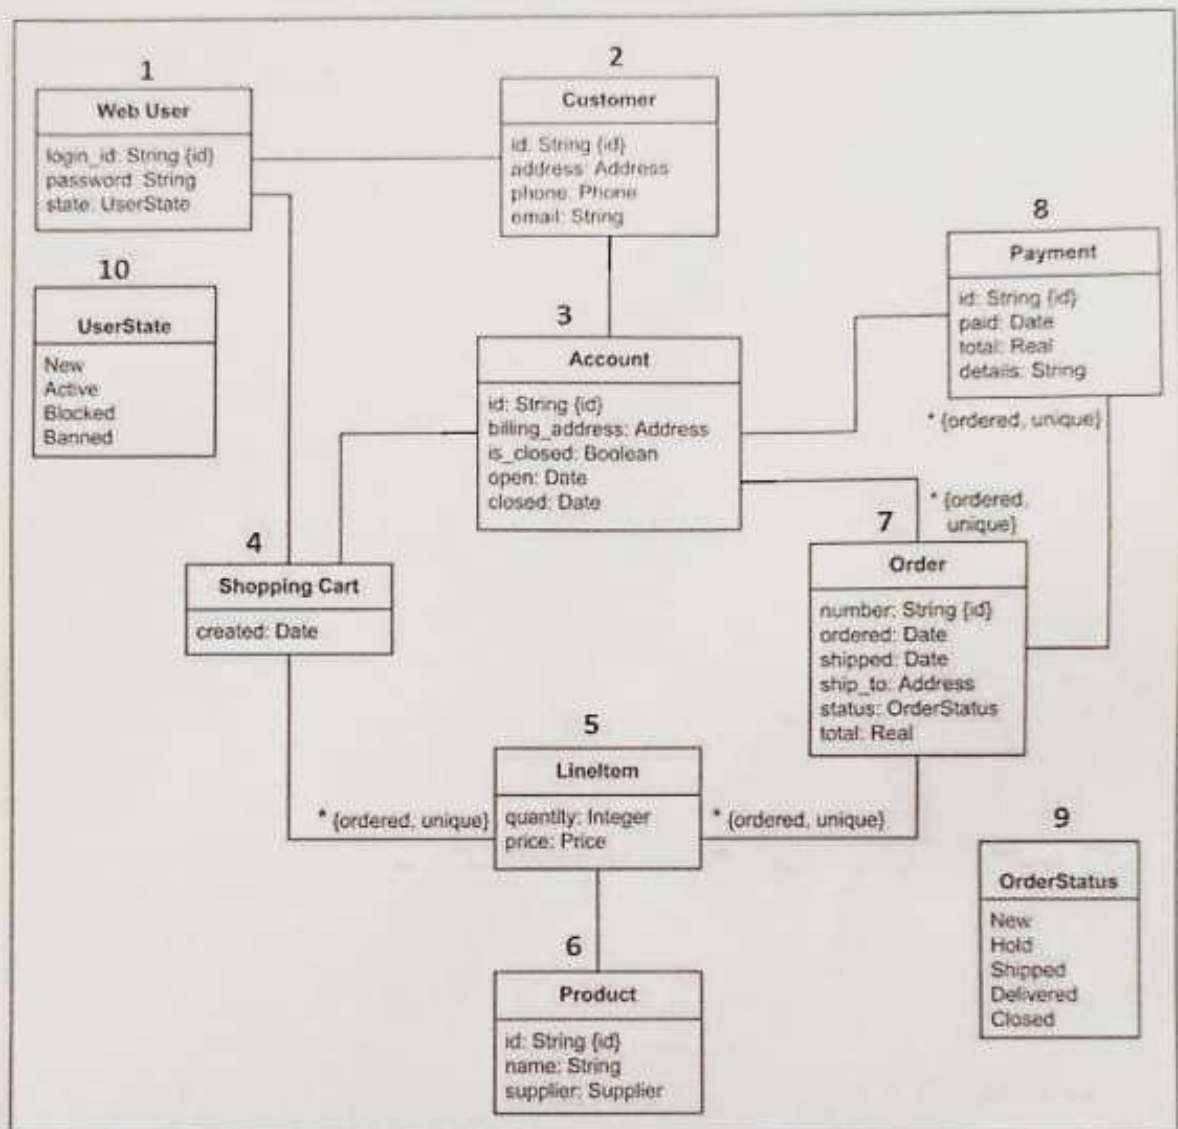 1
Web User
login_id: String {id}
password: String
state: UserState
2
Customer
id: String {id}
address: Address
phone: Phone
email: String
8
Payment
id: String {id}
paid: Date
total: Real
details: String
* {ordered, unique}
10
UserState
New
Active
Blocked
Banned
3
Account
id: String {id}
billing_address: Address
is_closed: Boolean
open: Date
closed: Date
* {ordered,
unique}
7
Order
number: String {id}
ordered: Date
shipped: Date
ship_to: Address
status: OrderStatus
total: Real
4
Shopping Cart
created: Date
5
LineItem
quantity: Integer
price: Price
* {ordered, unique}
* {ordered, unique}
9
OrderStatus
New
Hold
Shipped
Delivered
Closed
6
Product
id: String {id}
name: String
supplier: Supplier